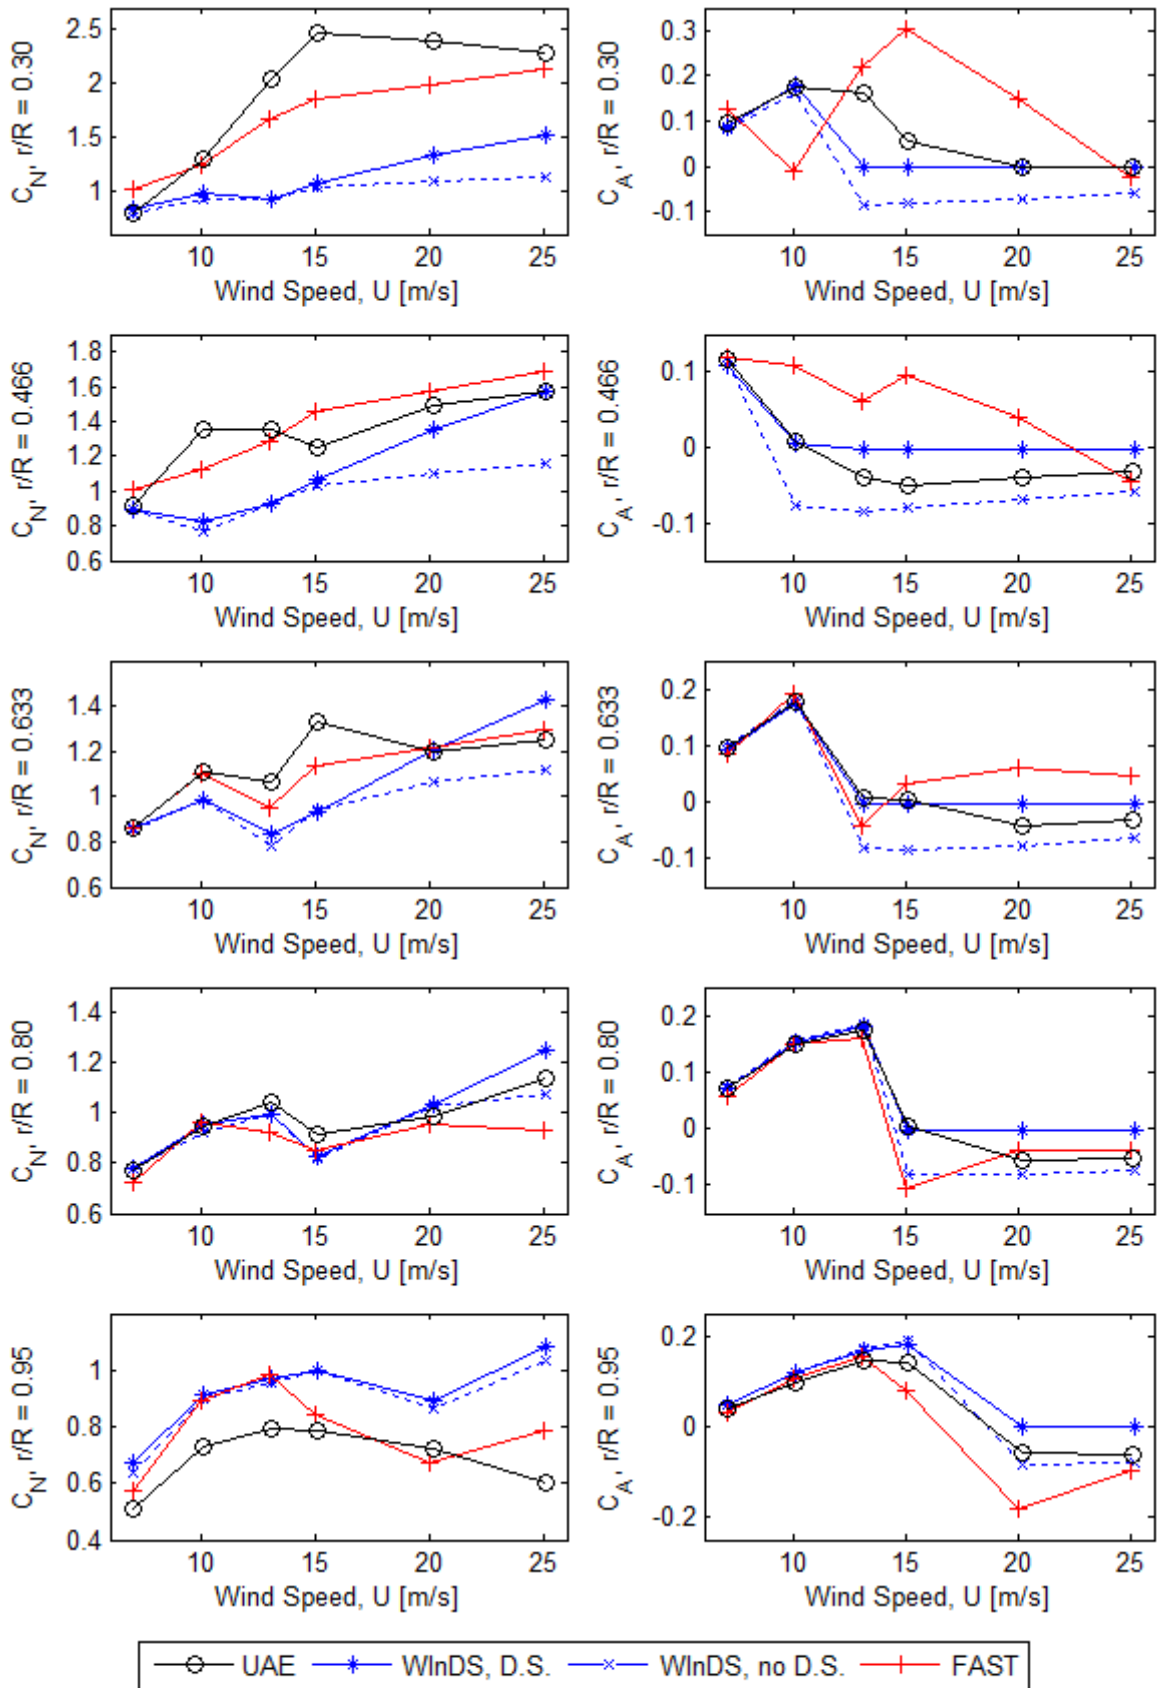 C_N, r/R = 0.30
2.5
2
1.5
1
10 15 20 25
Wind Speed, U [m/s]
C_A, r/R = 0.30
0.3
0.2
0.1
0
-0.1
10 15 20 25
Wind Speed, U [m/s]
C_N, r/R = 0.466
1.8
1.6
1.4
1.2
1
0.8
0.6
10 15 20 25
Wind Speed, U [m/s]
C_A, r/R = 0.466
0.1
0
-0.1
10 15 20 25
Wind Speed, U [m/s]
C_N, r/R = 0.633
1.4
1.2
1
0.8
0.6
10 15 20 25
Wind Speed, U [m/s]
C_A, r/R = 0.633
0.2
0.1
0
-0.1
10 15 20 25
Wind Speed, U [m/s]
C_N, r/R = 0.80
1.4
1.2
1
0.8
0.6
10 15 20 25
Wind Speed, U [m/s]
C_A, r/R = 0.80
0.2
0.1
0
-0.1
10 15 20 25
Wind Speed, U [m/s]
C_N, r/R = 0.95
1
0.8
0.6
0.4
10 15 20 25
Wind Speed, U [m/s]
C_A, r/R = 0.95
0.2
0
-0.2
10 15 20 25
Wind Speed, U [m/s]
UAE WInDS, D.S. WInDS, no D.S. FAST